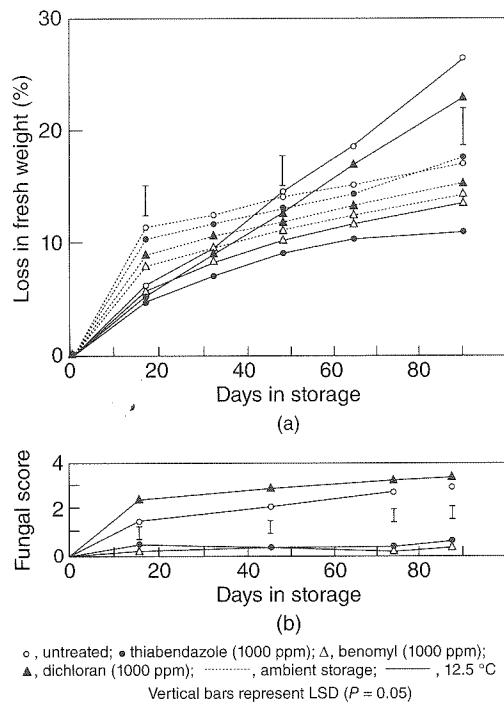 30
20
10
0
Loss in fresh weight (%)
0 20 40 60 80
Days in storage
(a)
4
2
0
Fungal score
0 20 40 60 80
Days in storage
(b)
○, untreated; ●, thiabendazole (1000 ppm); △, benomyl (1000 ppm);
▲, dichloran (1000 ppm); ········, ambient storage; ———, 12.5 °C
Vertical bars represent LSD (P = 0.05)